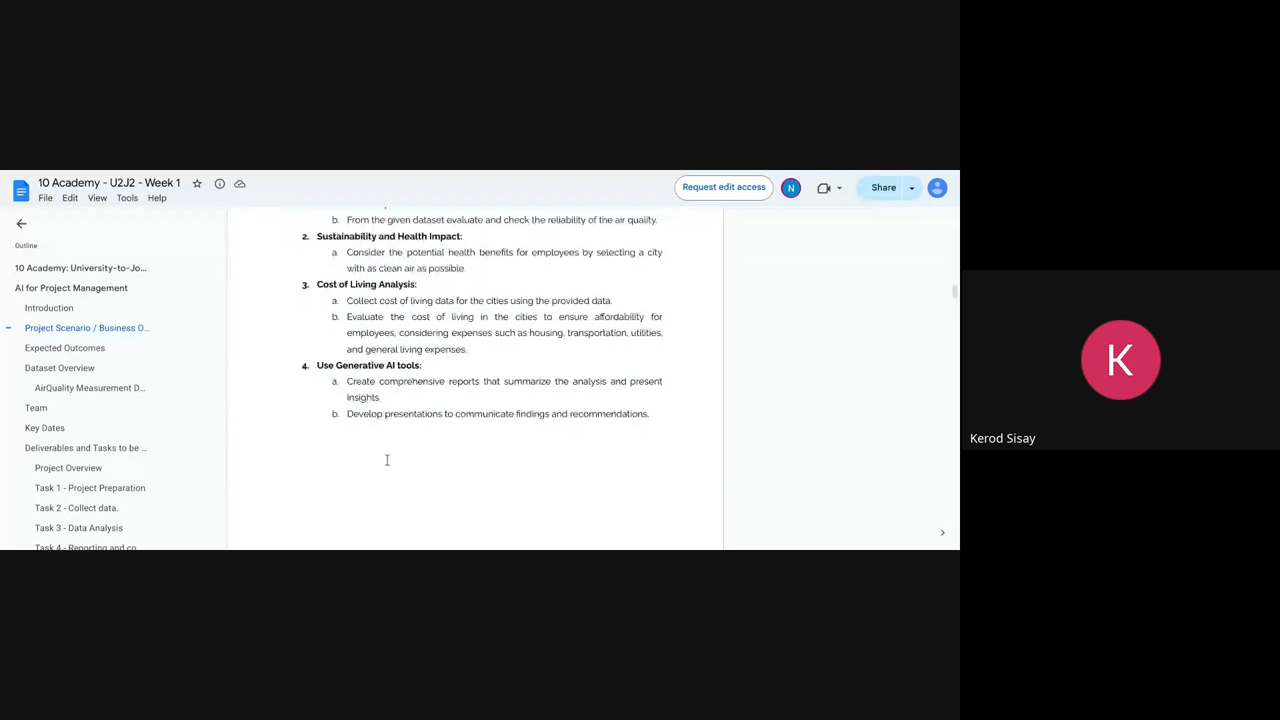 10 Academy - U2J2 - Week 1
File Edit View Tools Help
Request edit access
N
Share
Outline
10 Academy: University-to-Jo...
AI for Project Management
Introduction
Project Scenario / Business O...
Expected Outcomes
Dataset Overview
AirQuality Measurement D...
Team
Key Dates
Deliverables and Tasks to be ...
Project Overview
Task 1 - Project Preparation
Task 2 - Collect data.
Task 3 - Data Analysis
Task 4 - Reporting and co
b. From the given dataset evaluate and check the reliability of the air quality.
2. Sustainability and Health Impact:
a. Consider the potential health benefits for employees by selecting a city
with as clean air as possible.
3. Cost of Living Analysis:
a. Collect cost of living data for the cities using the provided data.
b. Evaluate the cost of living in the cities to ensure affordability for
employees, considering expenses such as housing, transportation, utilities,
and general living expenses.
4. Use Generative AI tools:
a. Create comprehensive reports that summarize the analysis and present
insights.
b. Develop presentations to communicate findings and recommendations.
K
Kerod Sisay